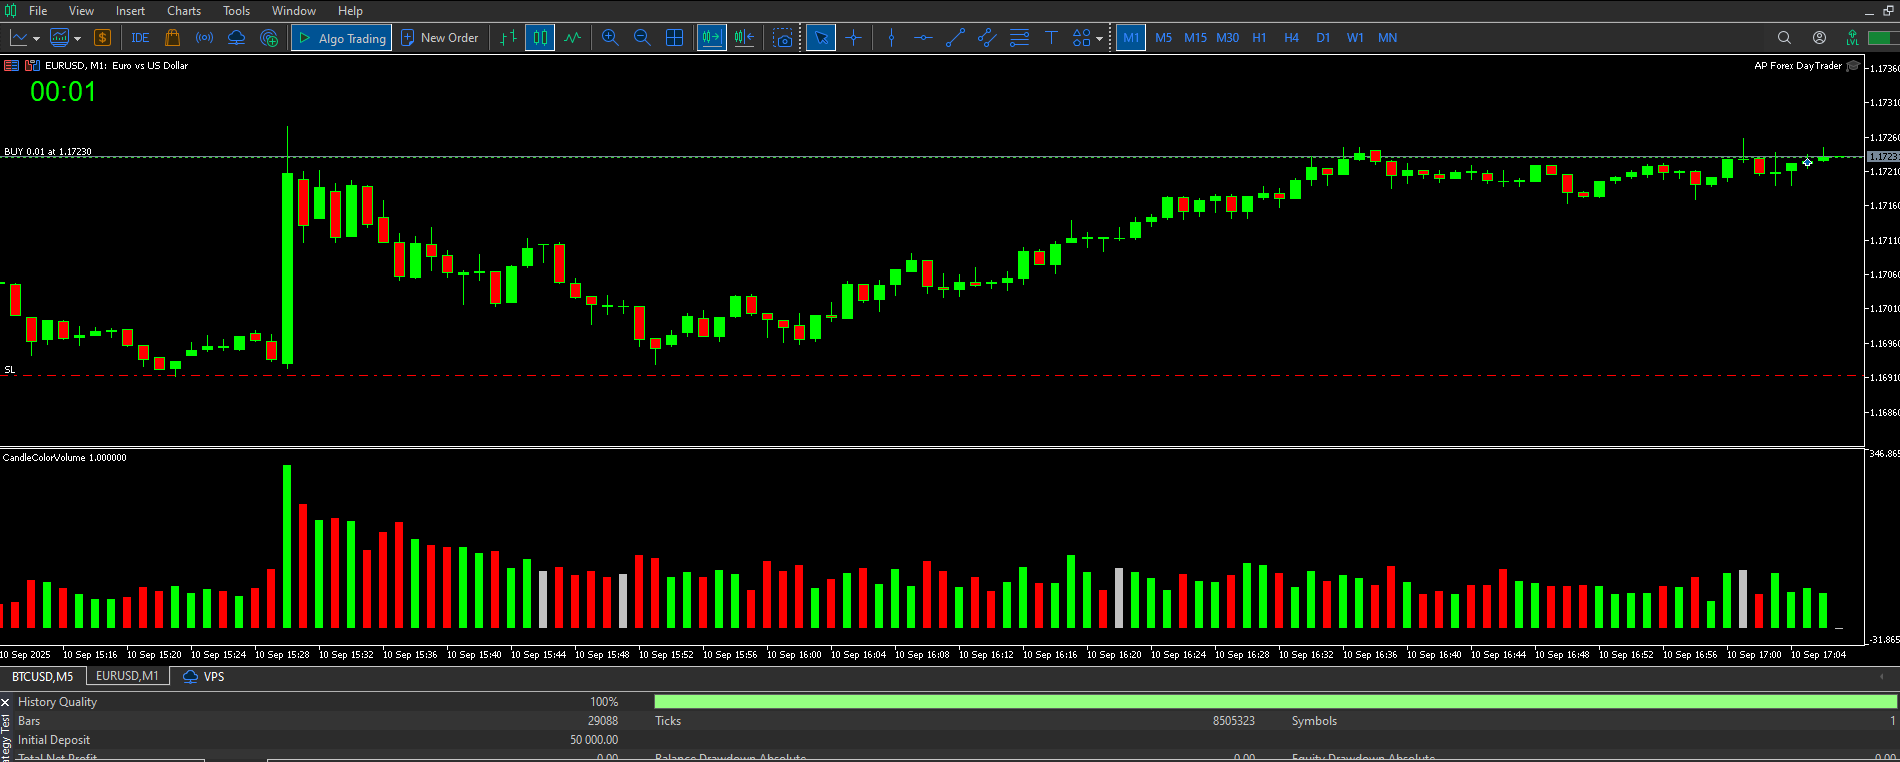 File View Insert Charts Tools Window Help
IDE Algo Trading New Order T M1 M5 M15 M30 H1 H4 D1 W1 MN LVL
EURUSD, M1: Euro vs US Dollar
AP Forex DayTrader
00:01
BUY 0.01 at 1.17230
SL
1.17360
1.17310
1.17260
1.17230
1.17210
1.17160
1.17110
1.17060
1.17010
1.16960
1.16910
1.16860
CandleColorVolume 1.000000
346.865
-31.865
10 Sep 2025 10 Sep 15:16 10 Sep 15:20 10 Sep 15:24 10 Sep 15:28 10 Sep 15:32 10 Sep 15:36 10 Sep 15:40 10 Sep 15:44 10 Sep 15:48 10 Sep 15:52 10 Sep 15:56 10 Sep 16:00 10 Sep 16:04 10 Sep 16:08 10 Sep 16:12 10 Sep 16:16 10 Sep 16:20 10 Sep 16:24 10 Sep 16:28 10 Sep 16:32 10 Sep 16:36 10 Sep 16:40 10 Sep 16:44 10 Sep 16:48 10 Sep 16:52 10 Sep 16:56 10 Sep 17:00 10 Sep 17:04
BTCUSD,M5 EURUSD,M1 VPS
History Quality 100%
Bars 29088 Ticks 8505323 Symbols 1
Initial Deposit 50 000.00
Total Net Profit 0.00 Balance Drawdown Absolute 0.00 Equity Drawdown Absolute 0.00